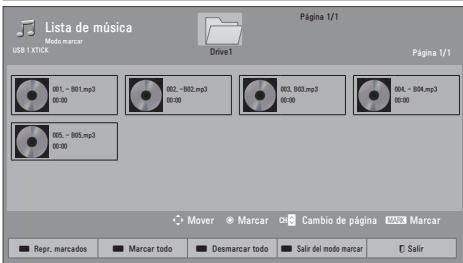 Lista de música
Modo marcar
USB 1 XTICK
Drive1
Página 1/1
Página 1/1
001. - B01.mp3
00:00
002. -B02.mp3
00:00
003. B03.mp3
00:00
004. - B04.mp3
00:00
005. - B05.mp3
00:00
Mover
Marcar
CH
Cambio de página
MARK Marcar
Repr. marcados
Marcar todo
Desmarcar todo
Salir del modo marcar
Salir